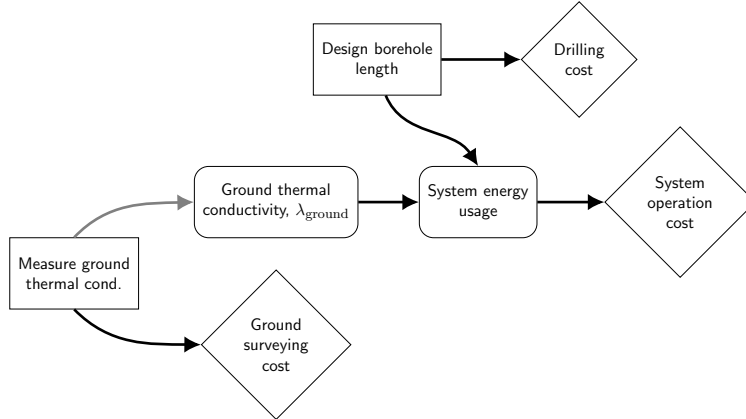 Design borehole
length
Drilling
cost
Ground thermal
conductivity, λground
System energy
usage
System
operation
cost
Measure ground
thermal cond.
Ground
surveying
cost